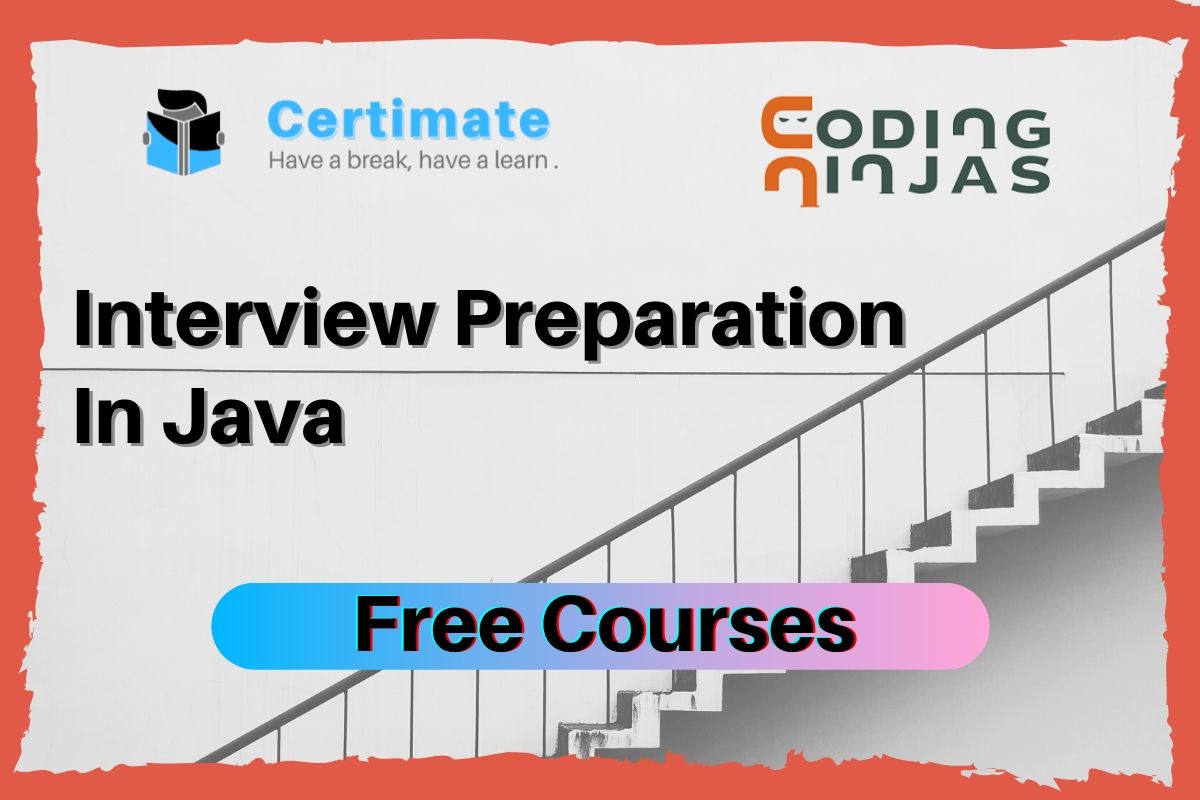 Certimate
Have a break, have a learn .
CODING
NINJAS
Interview Preparation
In Java
Free Courses